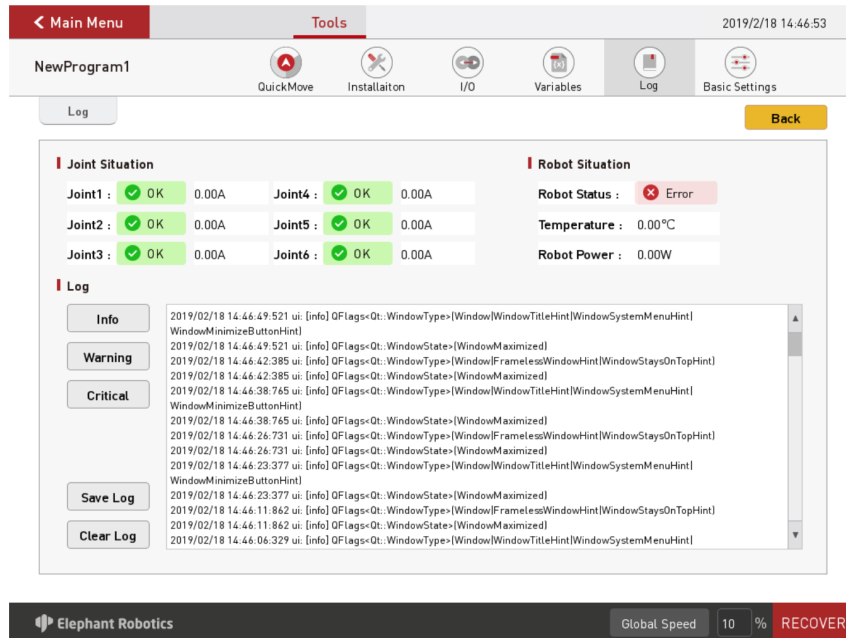 Main Menu Tools 2019/2/18 14:46:53
NewProgram1
QuickMove Installaiton I/O Variables Log Basic Settings
Log
Back
Joint Situation Robot Situation
Joint1 : OK 0.00A Joint4 : OK 0.00A Robot Status : Error
Joint2 : OK 0.00A Joint5 : OK 0.00A Temperature : 0.00°C
Joint3 : OK 0.00A Joint6 : OK 0.00A Robot Power : 0.00W
Log
Info
Warning
Critical
Save Log
Clear Log
2019/02/18 14:46:49:521 ui: [info] QFlags<Qt::WindowType>(Window|WindowTitleHint|WindowSystemMenuHint|
WindowMinimizeButtonHint)
2019/02/18 14:46:49:521 ui: [info] QFlags<Qt::WindowState>(WindowMaximized)
2019/02/18 14:46:42:385 ui: [info] QFlags<Qt::WindowType>(Window|FramelessWindowHint|WindowStaysOnTopHint)
2019/02/18 14:46:42:385 ui: [info] QFlags<Qt::WindowState>(WindowMaximized)
2019/02/18 14:46:38:765 ui: [info] QFlags<Qt::WindowType>(Window|WindowTitleHint|WindowSystemMenuHint|
WindowMinimizeButtonHint)
2019/02/18 14:46:38:765 ui: [info] QFlags<Qt::WindowState>(WindowMaximized)
2019/02/18 14:46:26:731 ui: [info] QFlags<Qt::WindowType>(Window|FramelessWindowHint|WindowStaysOnTopHint)
2019/02/18 14:46:26:731 ui: [info] QFlags<Qt::WindowState>(WindowMaximized)
2019/02/18 14:46:23:377 ui: [info] QFlags<Qt::WindowType>(Window|WindowTitleHint|WindowSystemMenuHint|
WindowMinimizeButtonHint)
2019/02/18 14:46:23:377 ui: [info] QFlags<Qt::WindowState>(WindowMaximized)
2019/02/18 14:46:11:862 ui: [info] QFlags<Qt::WindowType>(Window|FramelessWindowHint|WindowStaysOnTopHint)
2019/02/18 14:46:11:862 ui: [info] QFlags<Qt::WindowState>(WindowMaximized)
2019/02/18 14:46:06:329 ui: [info] QFlags<Qt::WindowType>(Window|WindowTitleHint|WindowSystemMenuHint|
Elephant Robotics Global Speed 10 % RECOVER